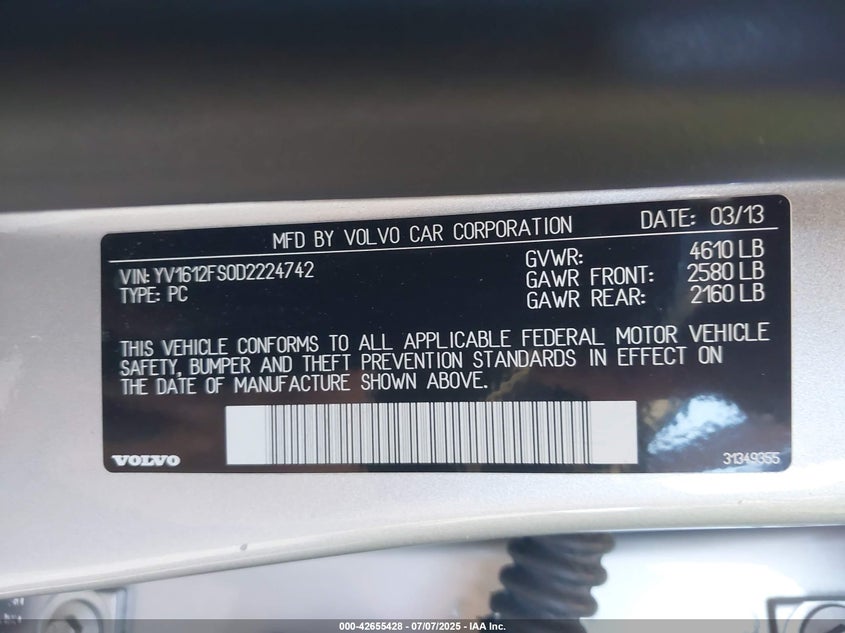 MFD BY VOLVO CAR CORPORATION DATE: 03/13
VIN: YV1612FS0D2224742
TYPE: PC
GVWR: 4610 LB
GAWR FRONT: 2580 LB
GAWR REAR: 2160 LB
THIS VEHICLE CONFORMS TO ALL APPLICABLE FEDERAL MOTOR VEHICLE
SAFETY, BUMPER AND THEFT PREVENTION STANDARDS IN EFFECT ON
THE DATE OF MANUFACTURE SHOWN ABOVE.
VOLVO
31349355
000-42655428 - 07/07/2025 - IAA Inc.